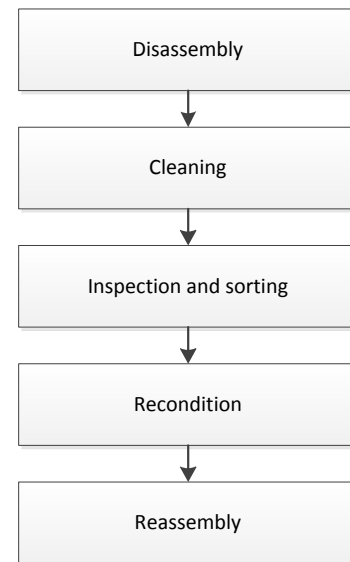 Disassembly
Cleaning
Inspection and sorting
Recondition
Reassembly